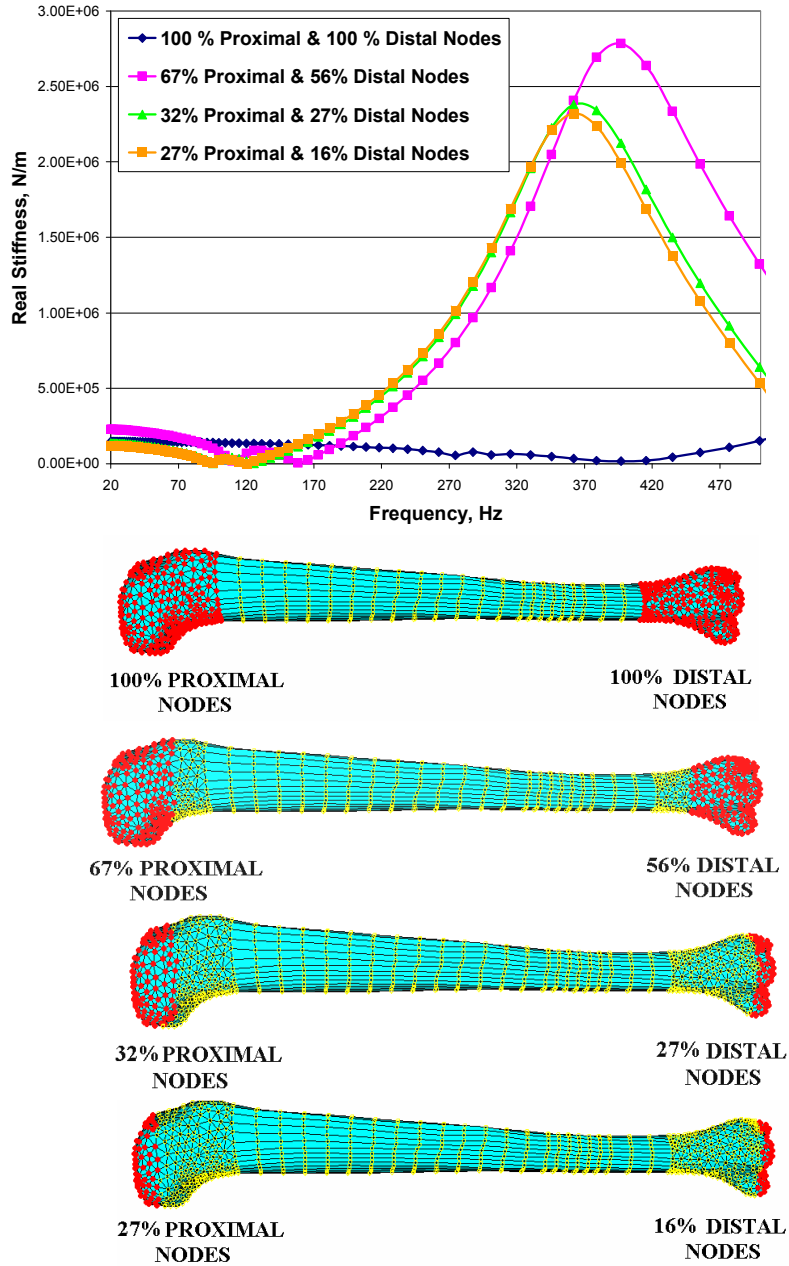 3.00E+06
2.50E+06
2.00E+06
1.50E+06
1.00E+06
5.00E+05
0.00E+00
Real Stiffness, N/m
100 % Proximal & 100 % Distal Nodes
67% Proximal & 56% Distal Nodes
32% Proximal & 27% Distal Nodes
27% Proximal & 16% Distal Nodes
20 70 120 170 220 270 320 370 420 470
Frequency, Hz
100% PROXIMAL
NODES
100% DISTAL
NODES
67% PROXIMAL
NODES
56% DISTAL
NODES
32% PROXIMAL
NODES
27% DISTAL
NODES
27% PROXIMAL
NODES
16% DISTAL
NODES